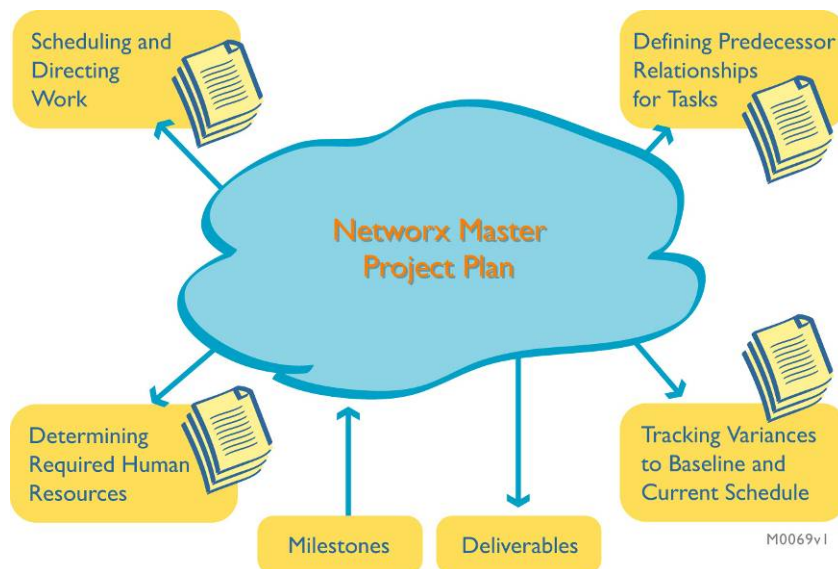 Scheduling and
Directing
Work
Defining Predecessor
Relationships
for Tasks
Networx Master
Project Plan
Determining
Required Human
Resources
Tracking Variances
to Baseline and
Current Schedule
Milestones
Deliverables
M0069v1